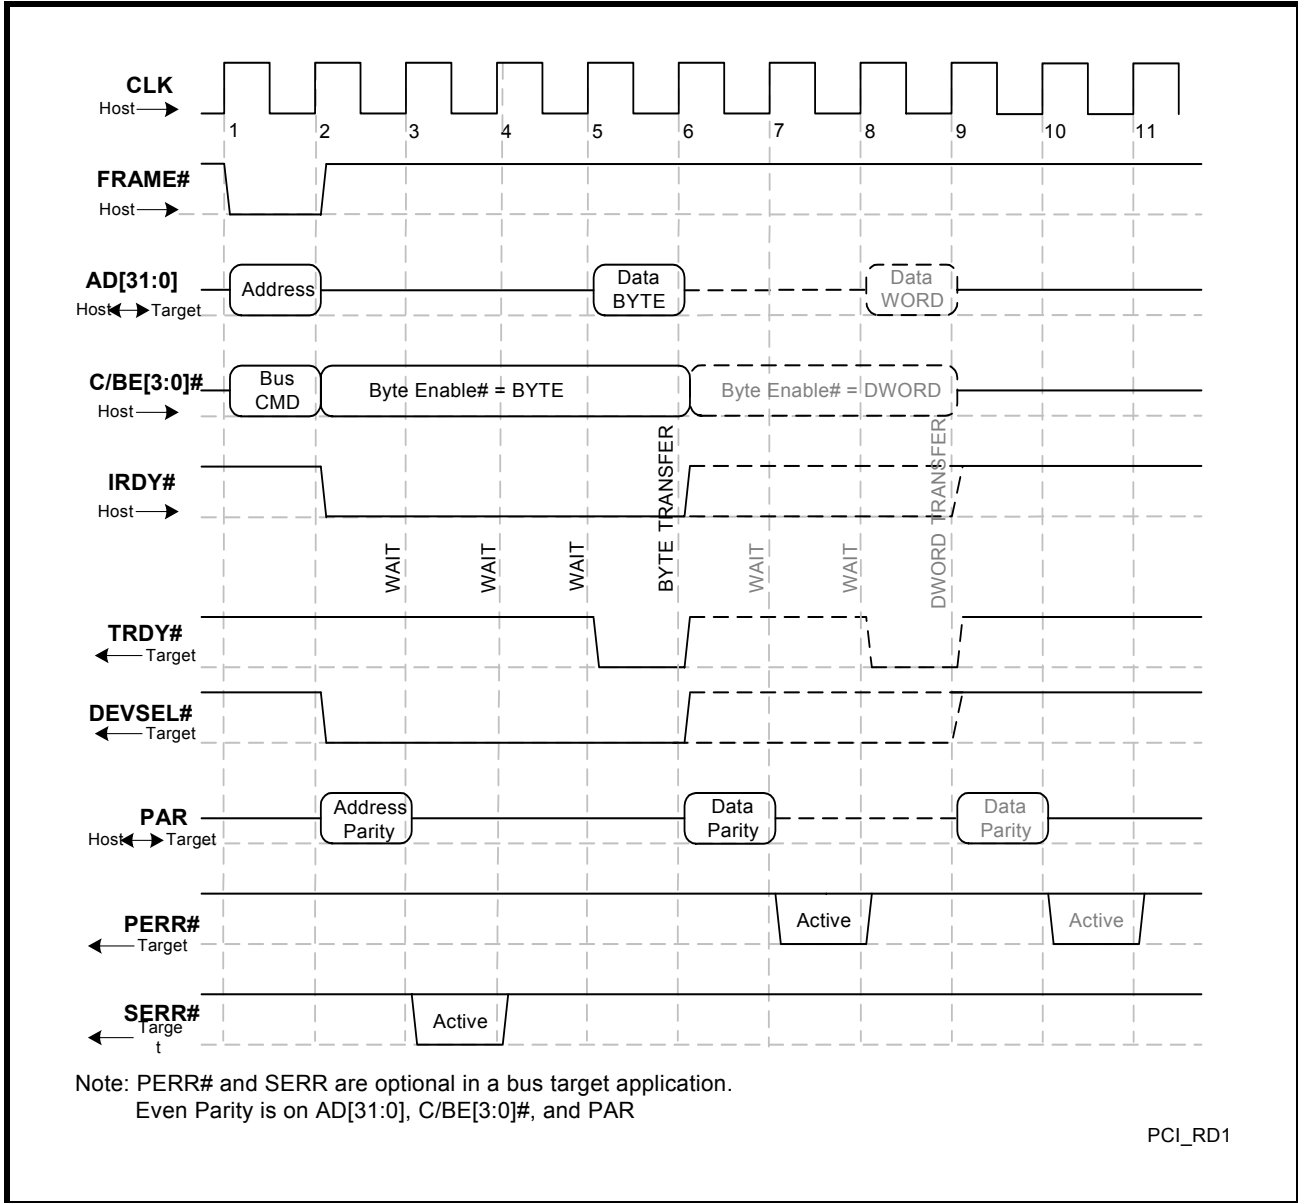 CLK
Host
1 2 3 4 5 6 7 8 9 10 11
FRAME#
Host
AD[31:0]
Host Target
Address
Data
BYTE
Data
WORD
C/BE[3:0]#
Host
Bus
CMD
Byte Enable# = BYTE
Byte Enable# = DWORD
IRDY#
Host
WAIT
WAIT
WAIT
BYTE TRANSFER
WAIT
WAIT
DWORD TRANSFER
TRDY#
Target
DEVSEL#
Target
PAR
Host Target
Address
Parity
Data
Parity
Data
Parity
PERR#
Target
Active
Active
SERR#
Targe
t
Active
Note: PERR# and SERR are optional in a bus target application.
Even Parity is on AD[31:0], C/BE[3:0]#, and PAR
PCI_RD1